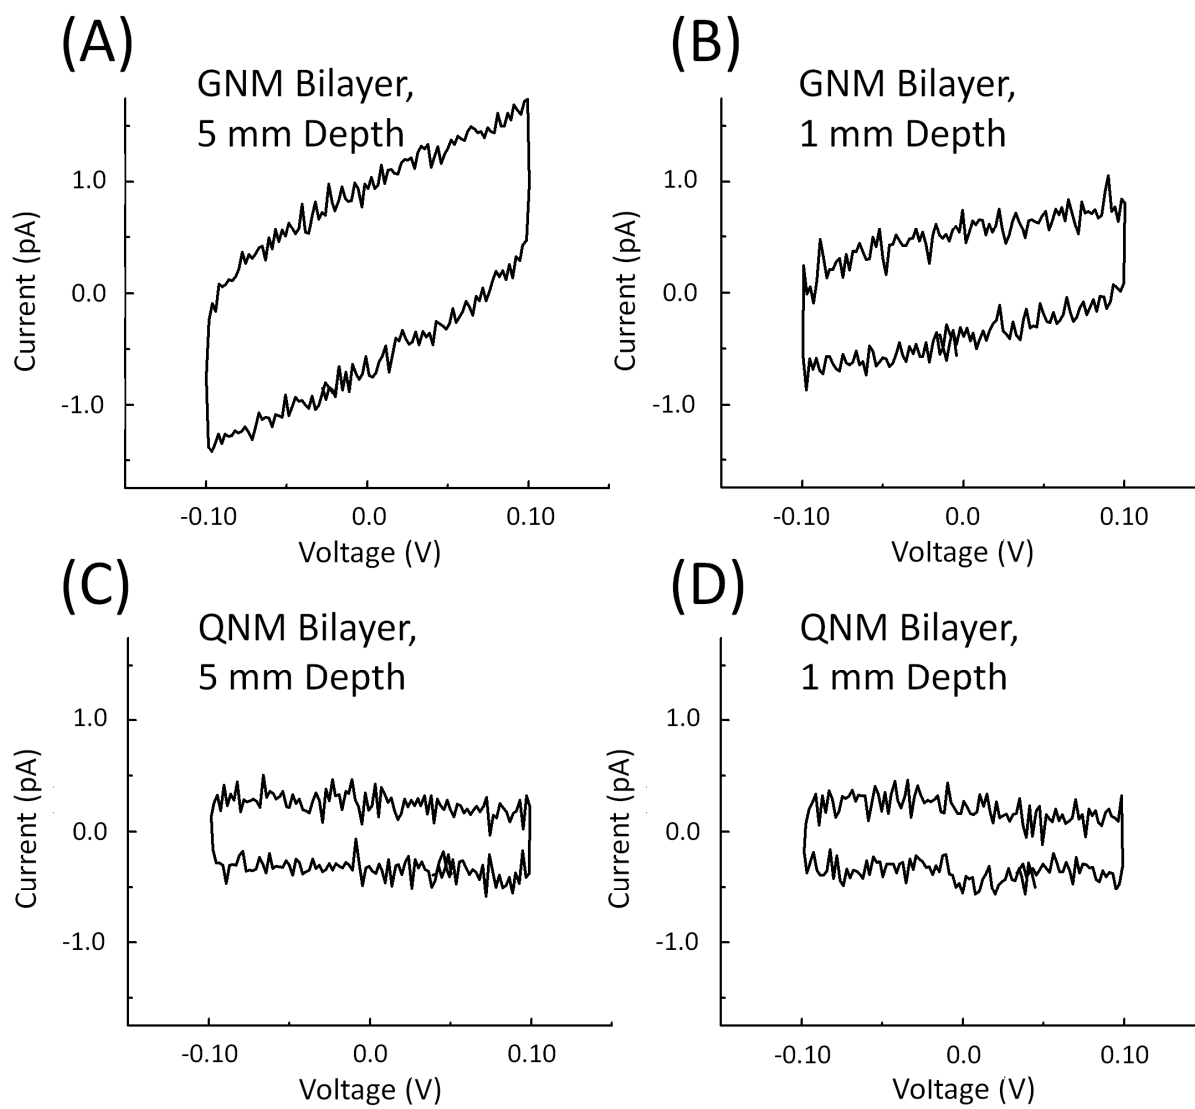 (A)
GNM Bilayer,
5 mm Depth
1.0
0.0
-1.0
Current (pA)
-0.10
0.0
0.10
Voltage (V)
(B)
GNM Bilayer,
1 mm Depth
1.0
0.0
-1.0
Current (pA)
-0.10
0.0
0.10
Voltage (V)
(C)
QNM Bilayer,
5 mm Depth
1.0
0.0
-1.0
Current (pA)
-0.10
0.0
0.10
Voltage (V)
(D)
QNM Bilayer,
1 mm Depth
1.0
0.0
-1.0
Current (pA)
-0.10
0.0
0.10
Voltage (V)